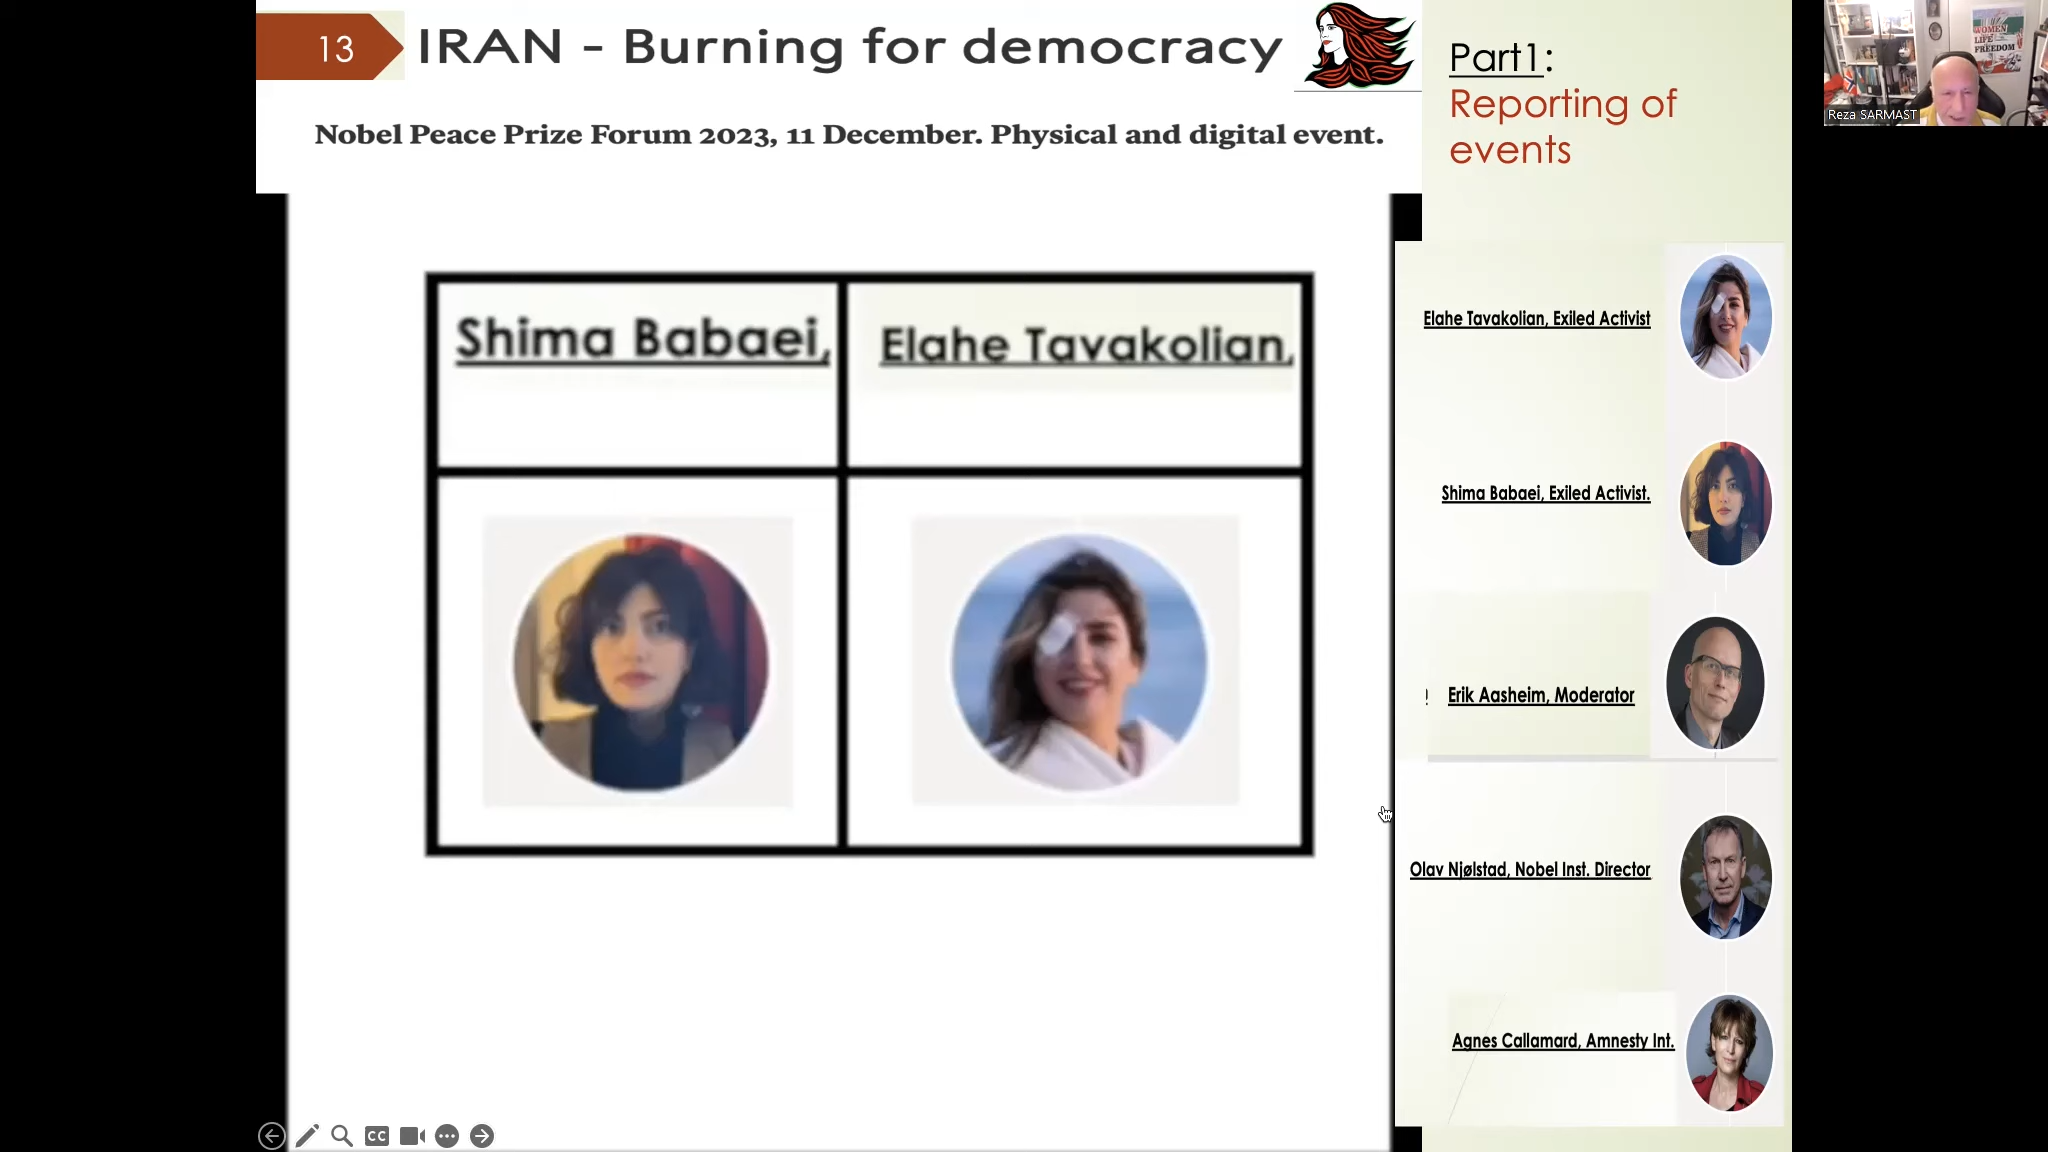 13
IRAN - Burning for democracy
Nobel Peace Prize Forum 2023, 11 December. Physical and digital event.
Shima Babaei,
Elahe Tavakolian,
Part1:
Reporting of
events
Elahe Tavakolian, Exiled Activist
Shima Babaei, Exiled Activist.
Erik Aasheim, Moderator
Olav Njølstad, Nobel Inst. Director
Agnes Callamard, Amnesty Int.
WOMEN
LIFE
FREEDOM
Reza SARMAST
CC